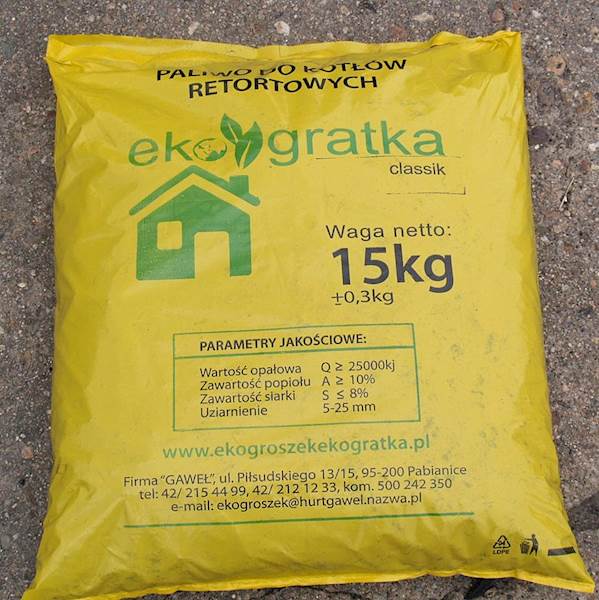 PALIWO DO KOTŁÓW
RETORTOWYCH
ekogratka
classik
Waga netto:
15kg
±0,3kg
PARAMETRY JAKOŚCIOWE:
Wartość opałowa Q ≥ 25000kj
Zawartość popiołu A ≥ 10%
Zawartość siarki S ≤ 8%
Uziarnienie 5-25 mm
www.ekogroszekekogratka.pl
Firma "GAWEŁ", ul. Piłsudskiego 13/15, 95-200 Pabianice
tel: 42/ 215 44 99, 42/ 212 12 33, kom. 500 242 350
e-mail: ekogroszek@hurtgawel.nazwa.pl
LDPE